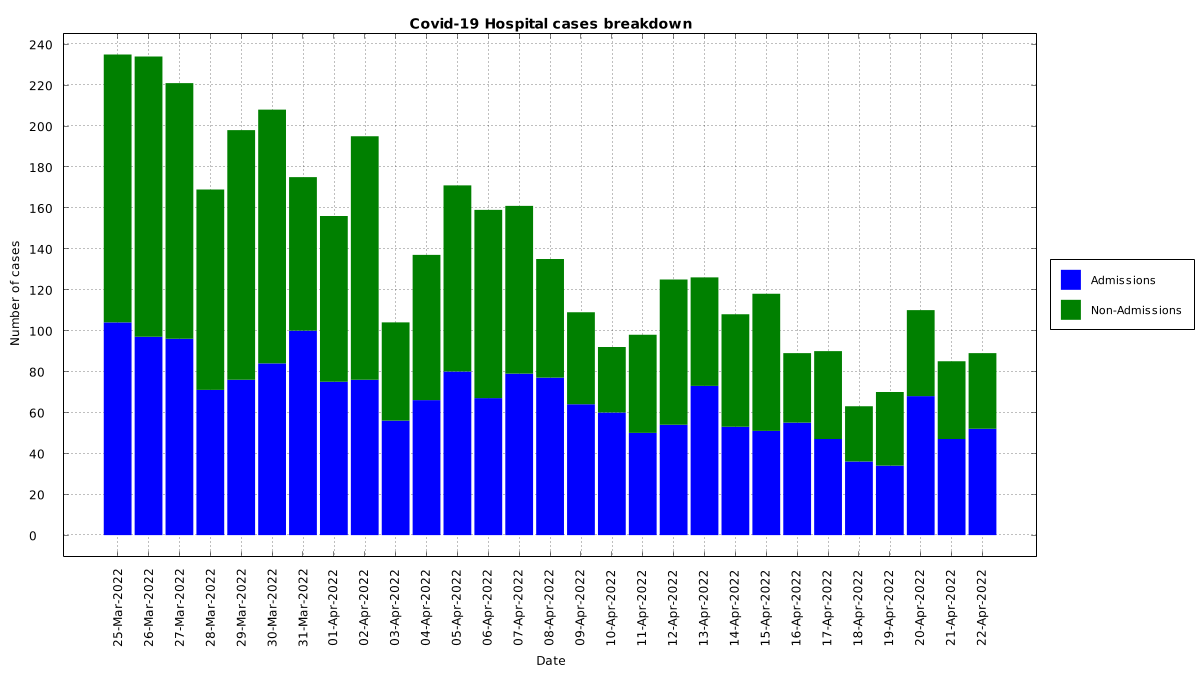 Covid-19 Hospital cases breakdown
240
220
200
180
160
140
120
100
80
60
40
20
0
Number of cases
25-Mar-2022
26-Mar-2022
27-Mar-2022
28-Mar-2022
29-Mar-2022
30-Mar-2022
31-Mar-2022
01-Apr-2022
02-Apr-2022
03-Apr-2022
04-Apr-2022
05-Apr-2022
06-Apr-2022
07-Apr-2022
08-Apr-2022
09-Apr-2022
10-Apr-2022
11-Apr-2022
12-Apr-2022
13-Apr-2022
14-Apr-2022
15-Apr-2022
16-Apr-2022
17-Apr-2022
18-Apr-2022
19-Apr-2022
20-Apr-2022
21-Apr-2022
22-Apr-2022
Date
Admissions
Non-Admissions